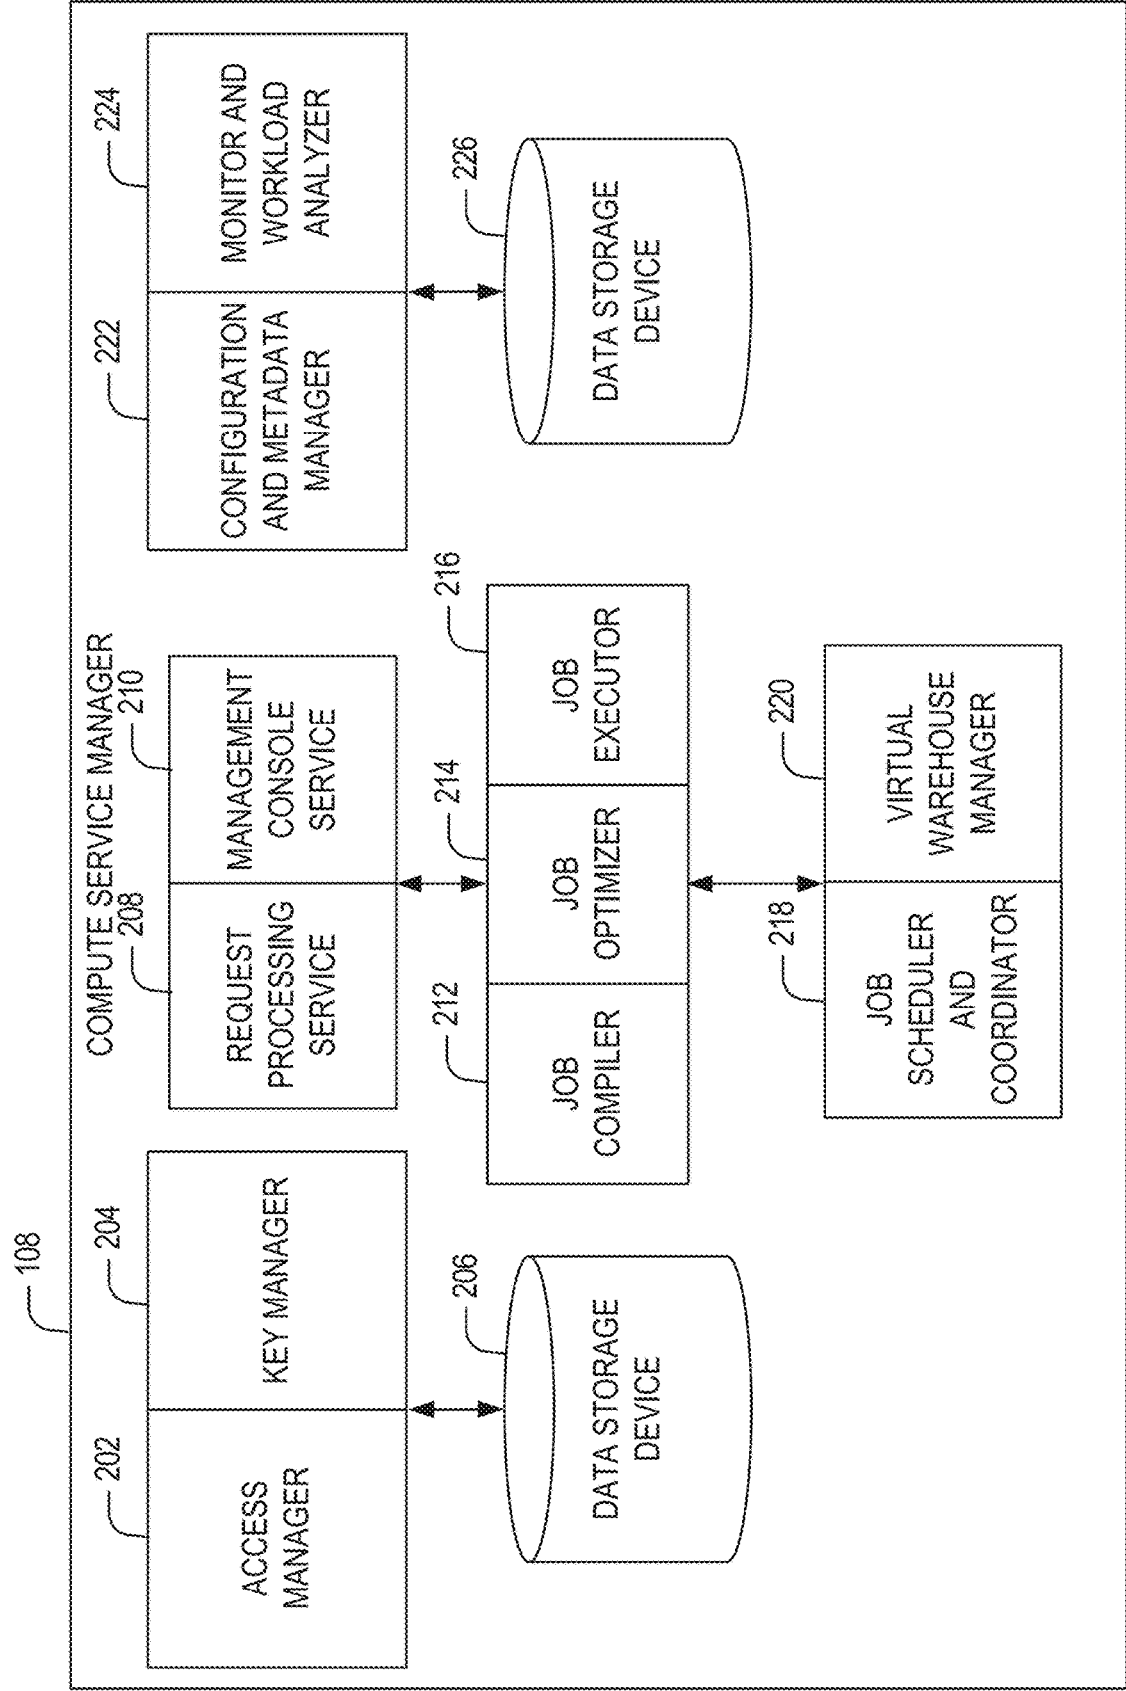 108
COMPUTE SERVICE MANAGER
202
204
ACCESS
MANAGER
KEY MANAGER
206
DATA STORAGE
DEVICE
208
210
REQUEST
PROCESSING
SERVICE
MANAGEMENT
CONSOLE
SERVICE
212
214
216
JOB
COMPILER
JOB
OPTIMIZER
JOB
EXECUTOR
218
220
JOB
SCHEDULER
AND
COORDINATOR
VIRTUAL
WAREHOUSE
MANAGER
222
224
CONFIGURATION
AND METADATA
MANAGER
MONITOR AND
WORKLOAD
ANALYZER
226
DATA STORAGE
DEVICE